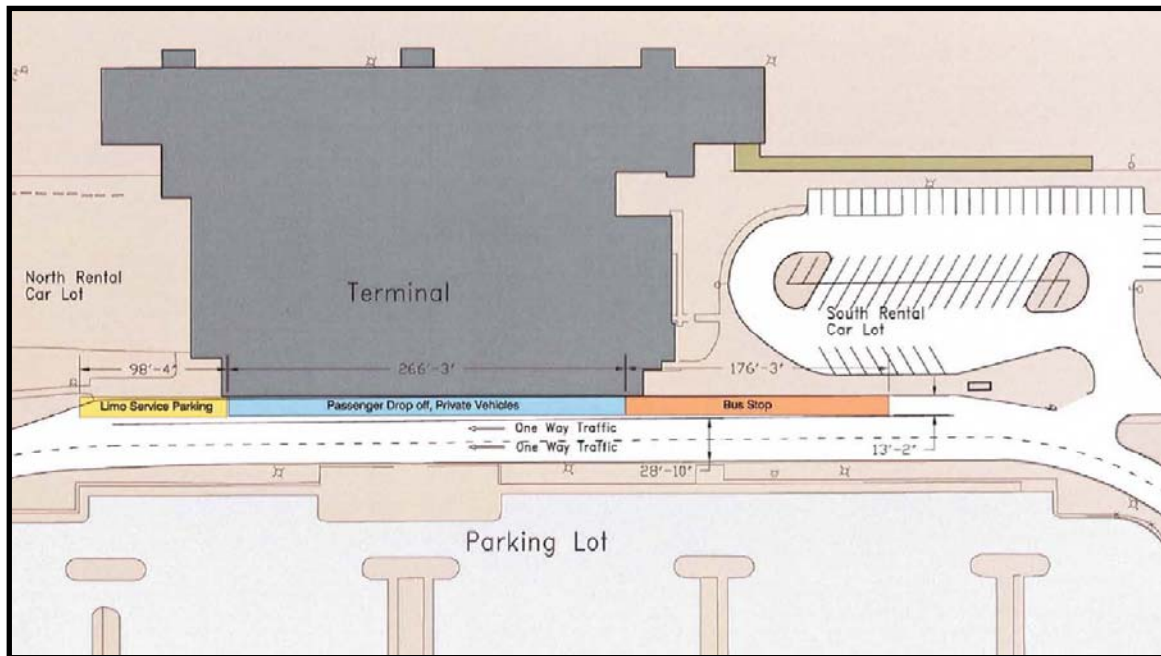 North Rental
Car Lot
Terminal
South Rental
Car Lot
98'-4"
266'-3"
176'-3"
Limo Service Parking
Passenger Drop off, Private Vehicles
Bus Stop
One Way Traffic
One Way Traffic
13'-2"
28'-10"
Parking Lot